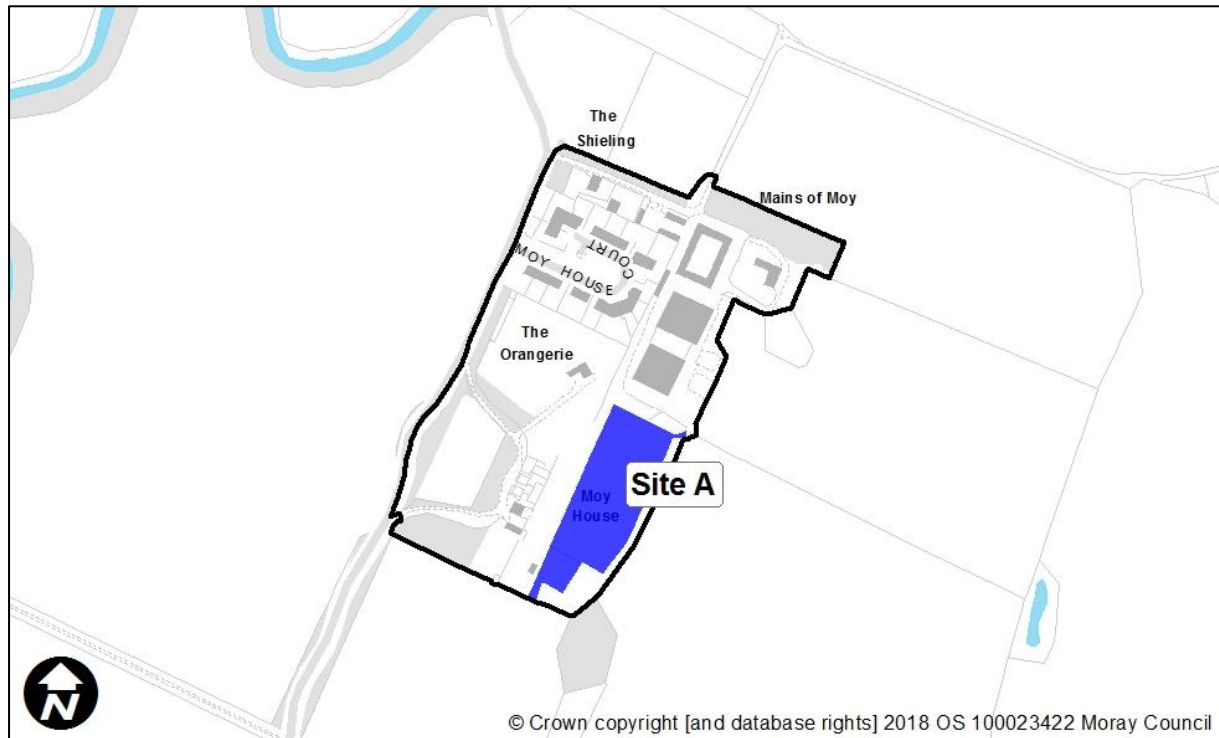 The
Shieling
Mains of Moy
MOY HOUSE
COURT
The
Orangerie
Site A
Moy
House
N
© Crown copyright [and database rights] 2018 OS 100023422 Moray Council